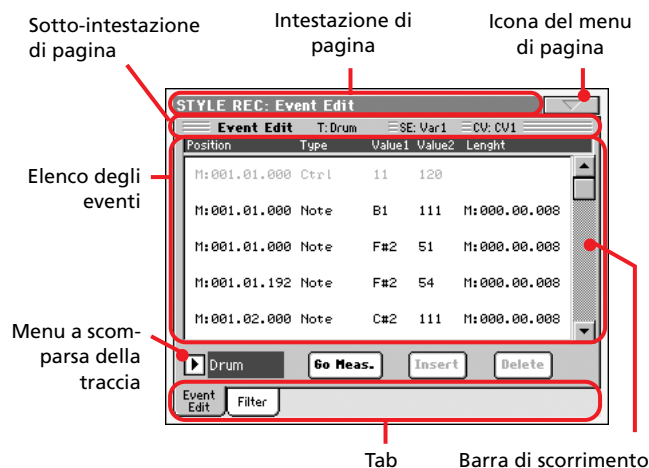 Sotto-intestazione
di pagina
Intestazione di
pagina
Icona del menu
di pagina
STYLE REC: Event Edit
Event Edit T: Drum SE: Var1 CV: CV1
Position Type Value1 Value2 Lenght
Elenco degli
eventi
M:001.01.000 Ctrl 11 120
M:001.01.000 Note B1 111 M:000.00.008
M:001.01.000 Note F#2 51 M:000.00.008
M:001.01.192 Note F#2 54 M:000.00.008
M:001.02.000 Note C#2 111 M:000.00.008
Menu a scom-
parsa della
traccia
Drum Go Meas. Insert Delete
Event
Edit
Filter
Tab
Barra di scorrimento